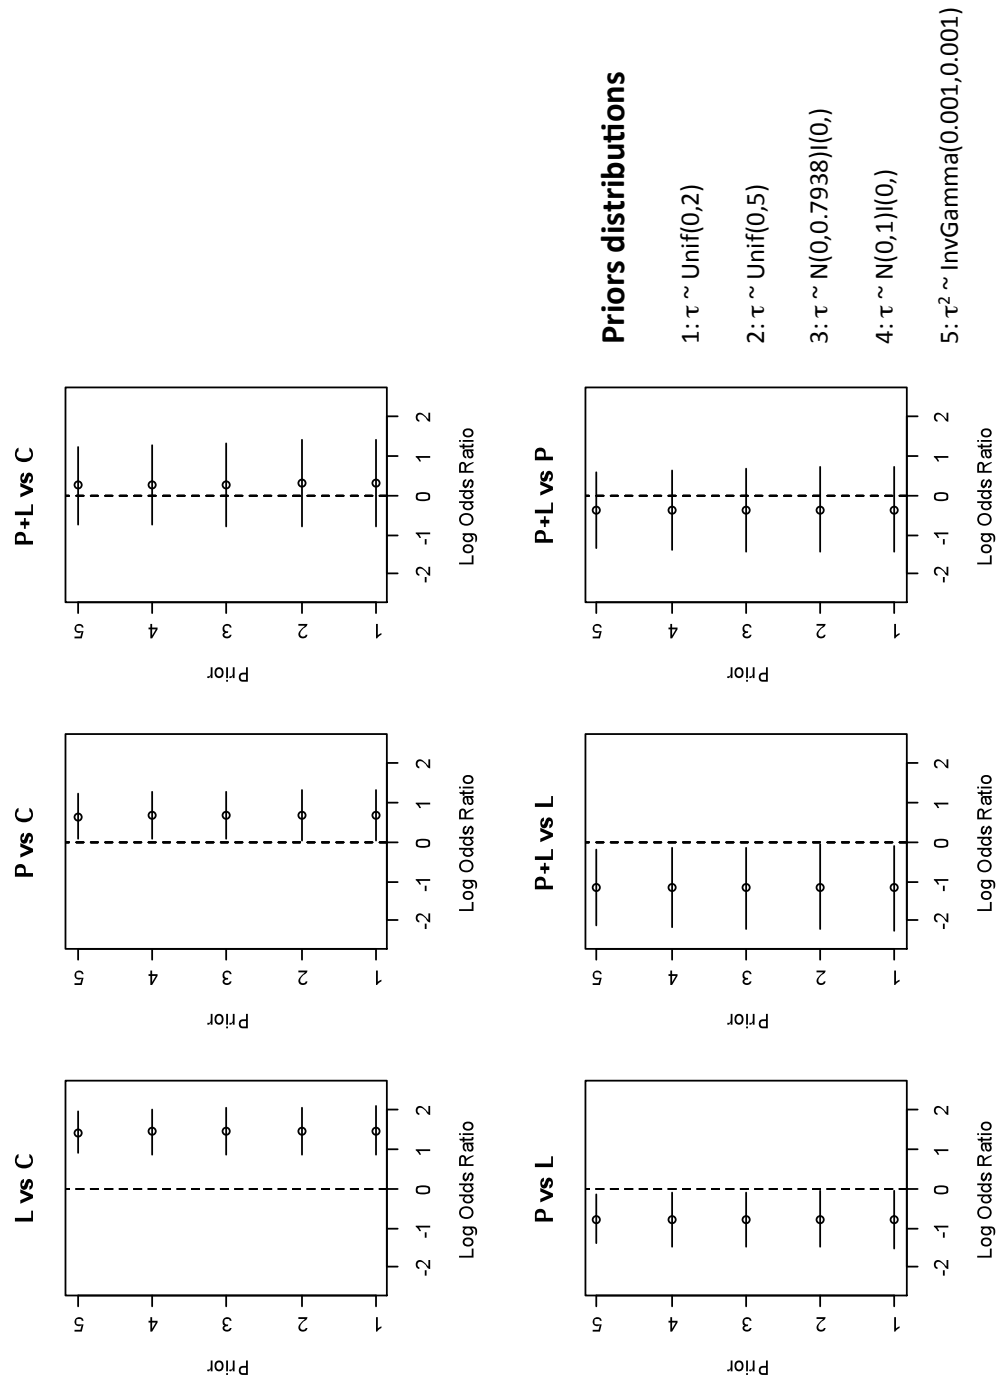 L vs C
Prior
5
4
3
2
1
-2 -1 0 1 2
Log Odds Ratio
P vs C
Prior
5
4
3
2
1
-2 -1 0 1 2
Log Odds Ratio
P+L vs C
Prior
5
4
3
2
1
-2 -1 0 1 2
Log Odds Ratio
P vs L
Prior
5
4
3
2
1
-2 -1 0 1 2
Log Odds Ratio
P+L vs L
Prior
5
4
3
2
1
-2 -1 0 1 2
Log Odds Ratio
P+L vs P
Prior
5
4
3
2
1
-2 -1 0 1 2
Log Odds Ratio
Priors distributions
1: τ ~ Unif(0,2)
2: τ ~ Unif(0,5)
3: τ ~ N(0,0.7938)I(0,)
4: τ ~ N(0,1)I(0,)
5: τ² ~ InvGamma(0.001,0.001)